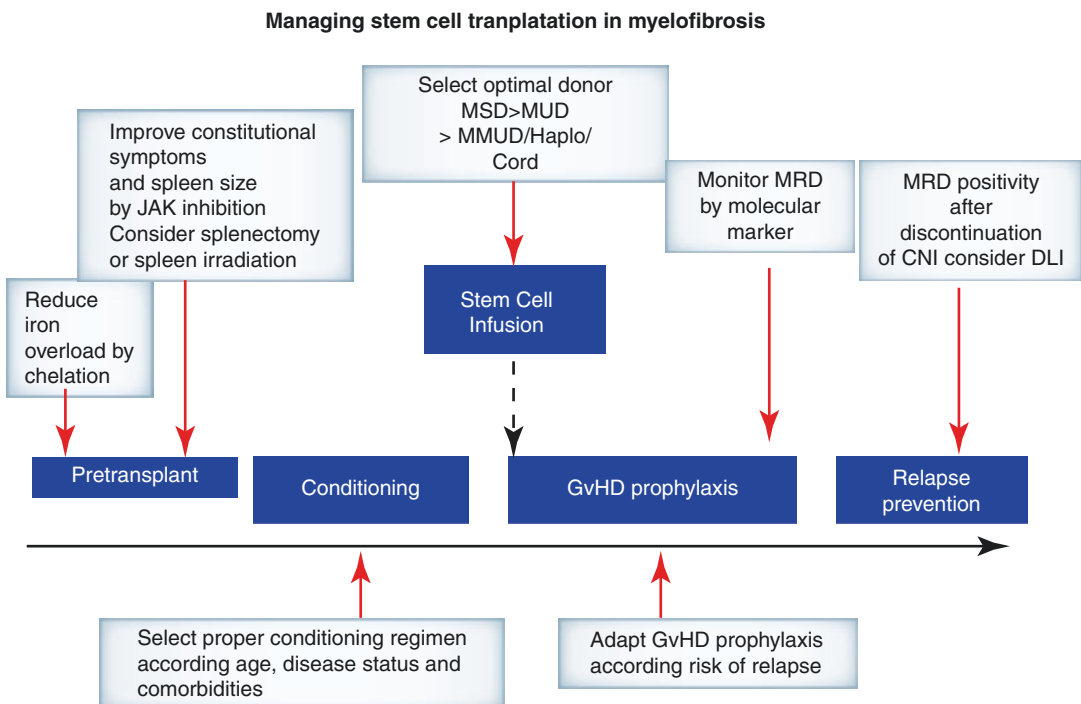 Managing stem cell tranplatation in myelofibrosis
Select optimal donor
MSD>MUD
> MMUD/Haplo/
Cord
Improve constitutional
symptoms
and spleen size
by JAK inhibition
Consider splenectomy
or spleen irradiation
Monitor MRD
by molecular
marker
MRD positivity
after
discontinuation
of CNI consider DLI
Reduce
iron
overload by
chelation
Stem Cell
Infusion
Pretransplant
Conditioning
GvHD prophylaxis
Relapse
prevention
Select proper conditioning regimen
according age, disease status and
comorbidities
Adapt GvHD prophylaxis
according risk of relapse